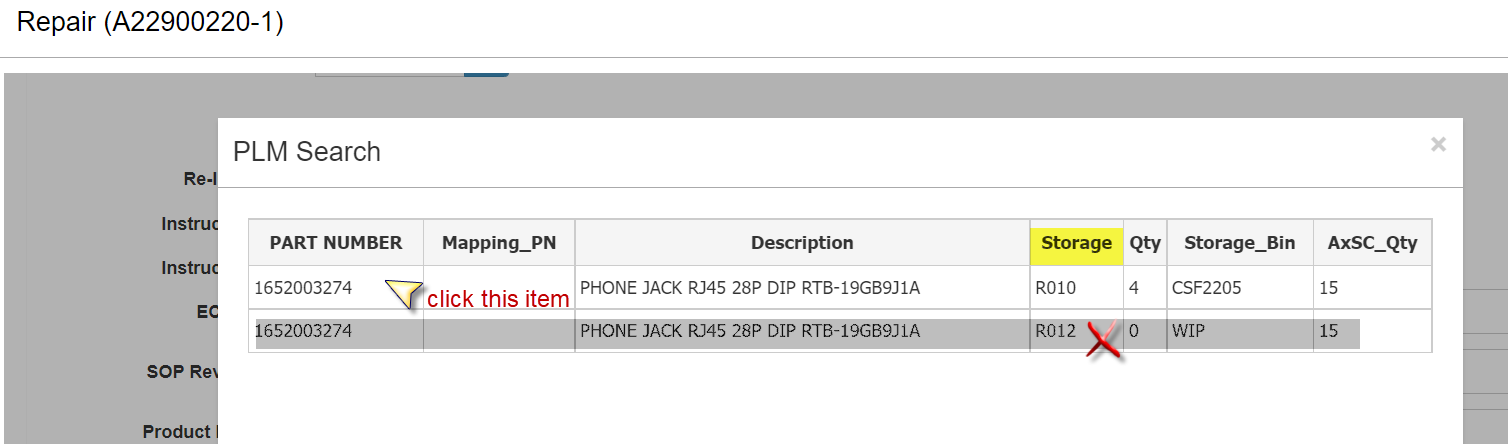 Repair (A22900220-1)
PLM Search
×
Re-I
Instruc
Instruc
EC
SOP Rev
Product
PART NUMBER Mapping_PN Description Storage Qty Storage_Bin AxSC_Qty
1652003274 PHONE JACK RJ45 28P DIP RTB-19GB9J1A R010 4 CSF2205 15
click this item
1652003274 PHONE JACK RJ45 28P DIP RTB-19GB9J1A R012 0 WIP 15